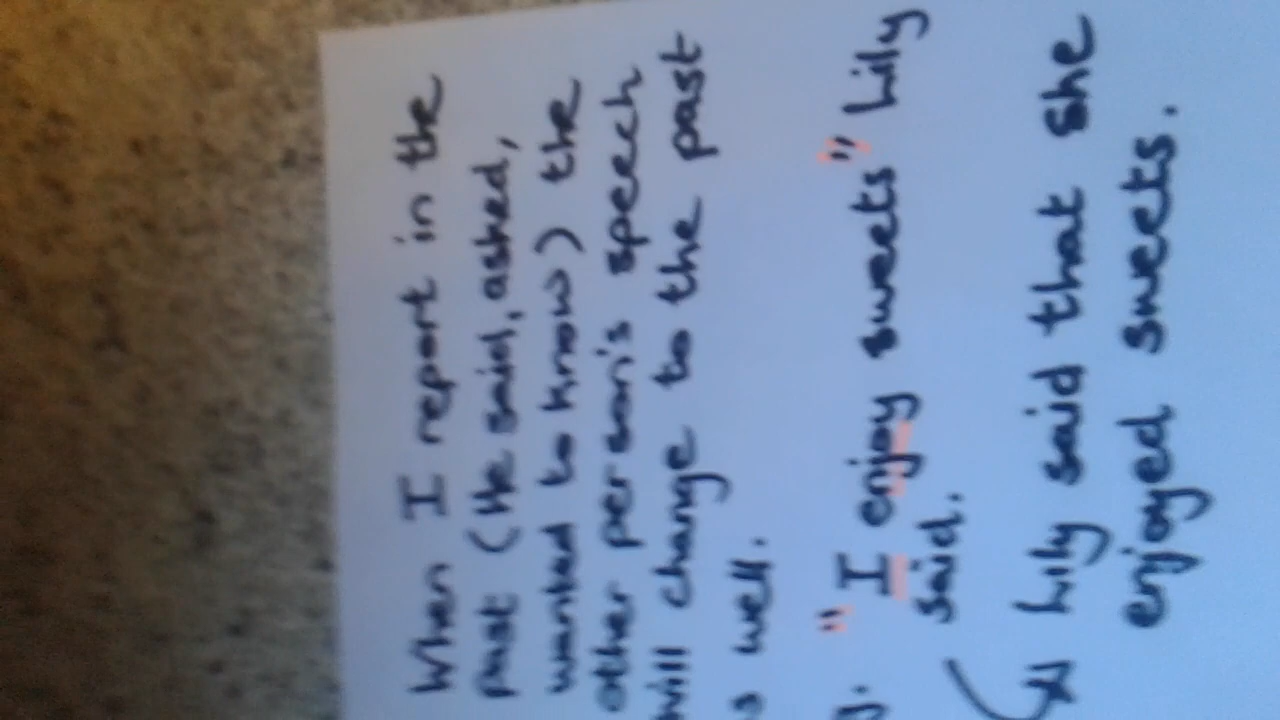 When I report in the
past (He said, asked,
wanted to know) the
other person's speech
will change to the past
s well.
g. "I enjoy sweets" Lily
said.
Lily said that she
enjoyed sweets.